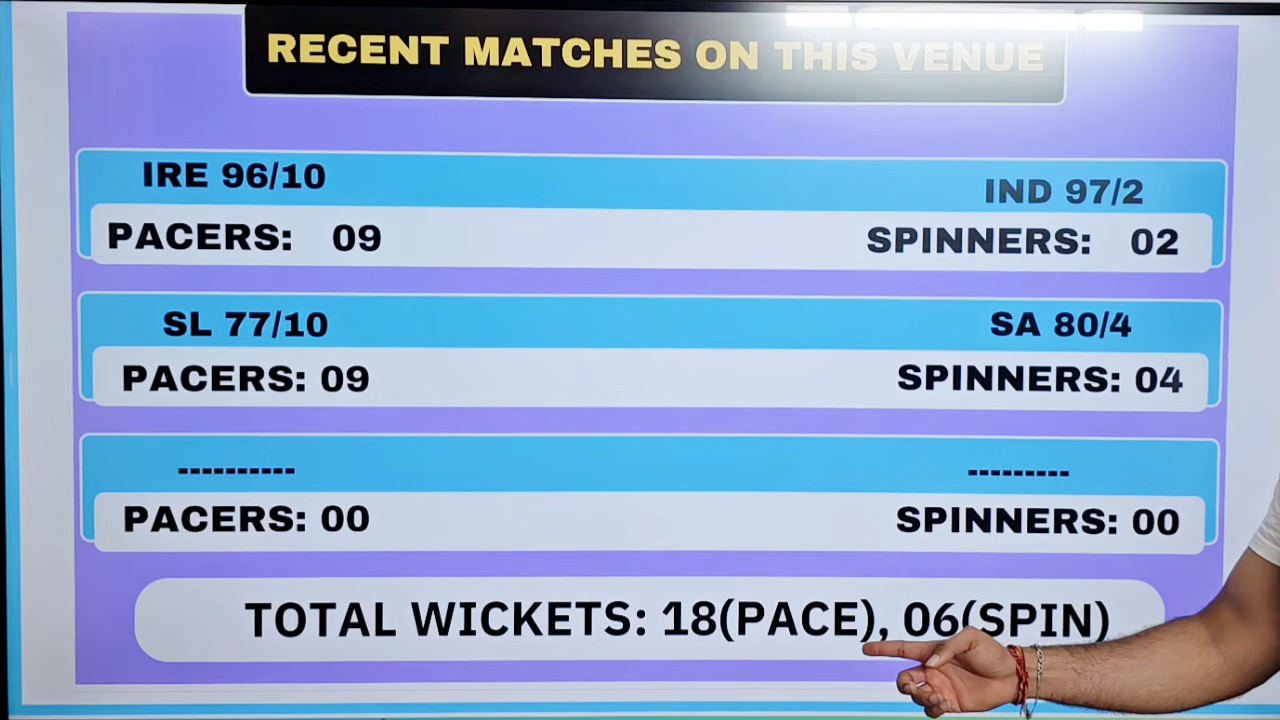 RECENT MATCHES ON THIS VENUE
IRE 96/10 IND 97/2
PACERS: 09 SPINNERS: 02
SL 77/10 SA 80/4
PACERS: 09 SPINNERS: 04
---------- ---------
PACERS: 00 SPINNERS: 00
TOTAL WICKETS: 18(PACE), 06(SPIN)